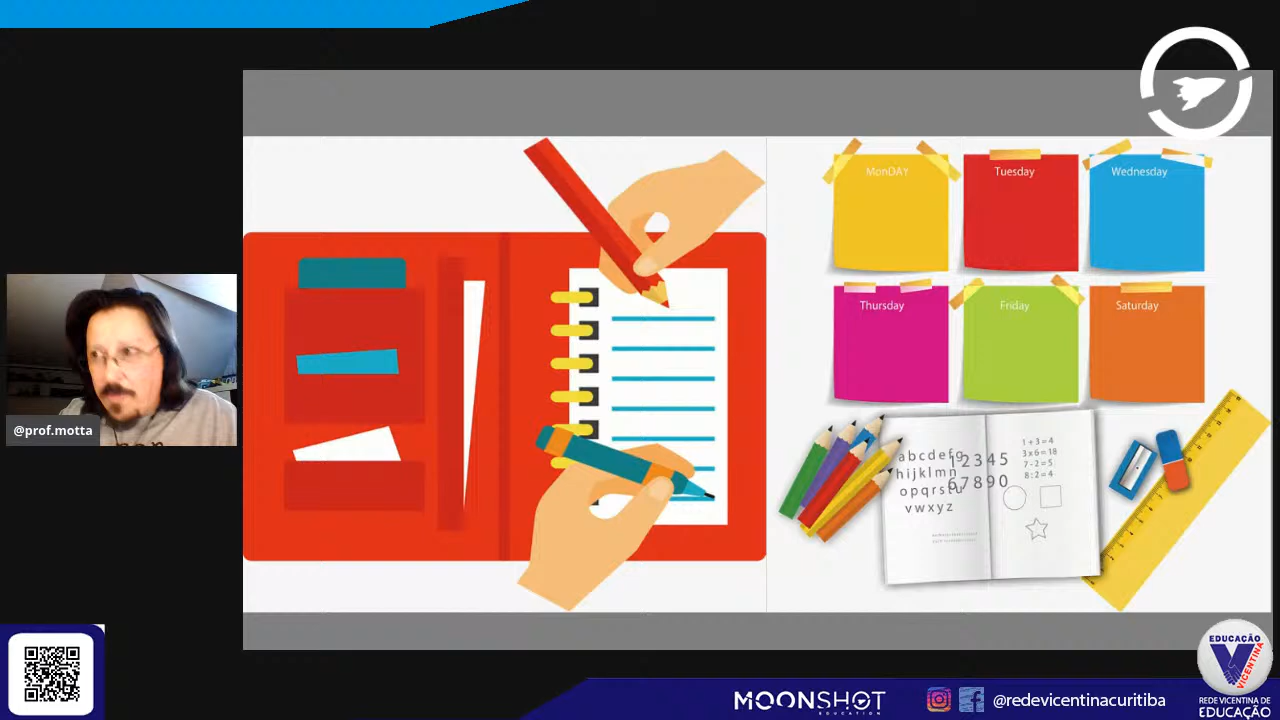 MonDAY
Tuesday
Wednesday
Thursday
Friday
Saturday
abcdefg
hijklmn
opqrstu
vwxyz
12345
67890
1+3=4
3x6=18
7-2=5
8:2=4
@prof.motta
MOONSHOT
EDUCATION
@redevicentinacuritiba
EDUCAÇÃO
VICENTINA
REDE VICENTINA DE
EDUCAÇÃO